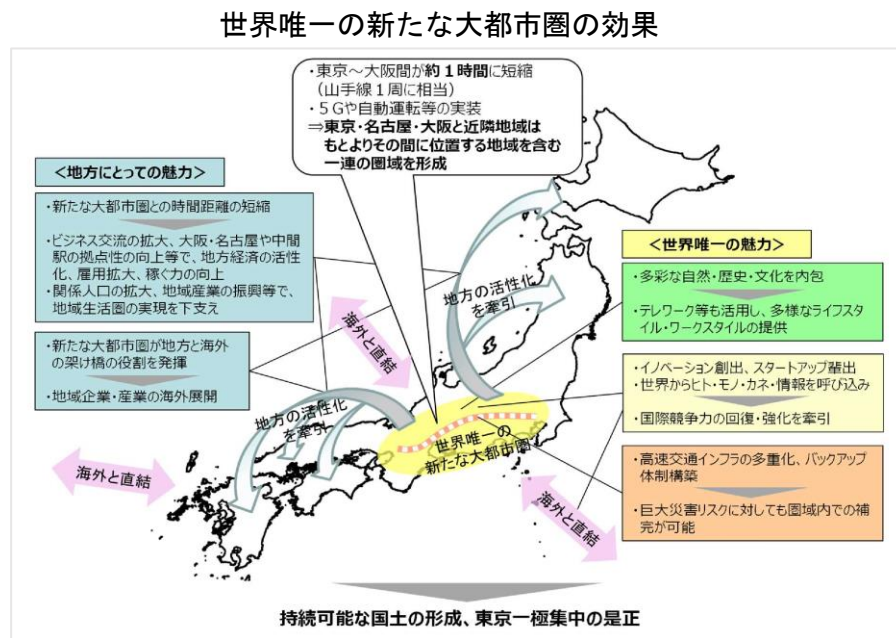 世界唯一の新たな大都市圏の効果
・東京～大阪間が約１時間に短縮
（山手線１周に相当）
・５Ｇや自動運転等の実装
⇒東京・名古屋・大阪と近隣地域は
もとよりその間に位置する地域を含む
一連の圏域を形成
＜地方にとっての魅力＞
・新たな大都市圏との時間距離の短縮
・ビジネス交流の拡大、大阪・名古屋や中間
駅の拠点性の向上等で、地方経済の活性
化、雇用拡大、稼ぐ力の向上
・関係人口の拡大、地域産業の振興等で、
地域生活圏の実現を下支え
・新たな大都市圏が地方と海外
の架け橋の役割を発揮
・地域企業・産業の海外展開
地方の活性化
を牽引
海外と直結
地方の活性化
を牽引
海外と直結
世界唯一の
新たな大都市圏
海外と直結
＜世界唯一の魅力＞
・多彩な自然・歴史・文化を内包
・テレワーク等も活用し、多様なライフスタ
イル・ワークスタイルの提供
・イノベーション創出、スタートアップ輩出
・世界からヒト・モノ・カネ・情報を呼び込み
・国際競争力の回復・強化を牽引
・高速交通インフラの多重化、バックアップ
体制構築
・巨大災害リスクに対しても圏域内での補
完が可能
持続可能な国土の形成、東京一極集中の是正